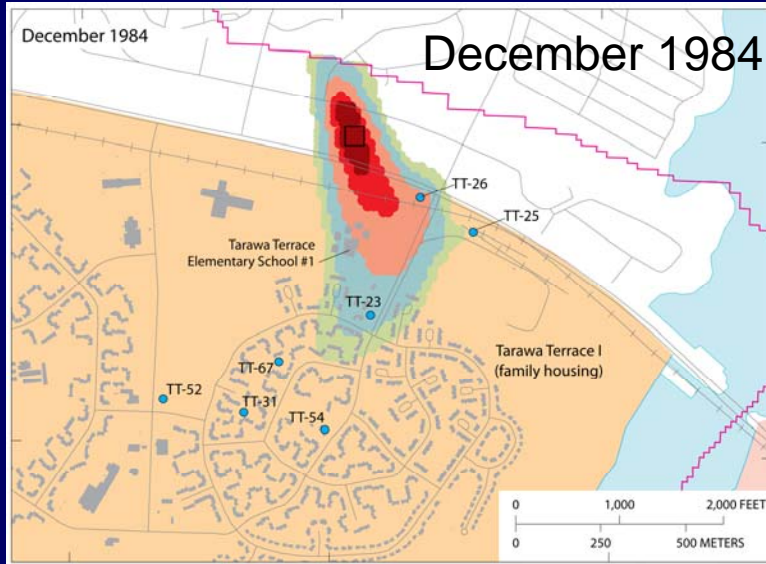 December 1984
December 1984
TT-26
TT-25
Tarawa Terrace
Elementary School #1
TT-23
Tarawa Terrace I
(family housing)
TT-67
TT-52
TT-31
TT-54
0 1,000 2,000 FEET
0 250 500 METERS